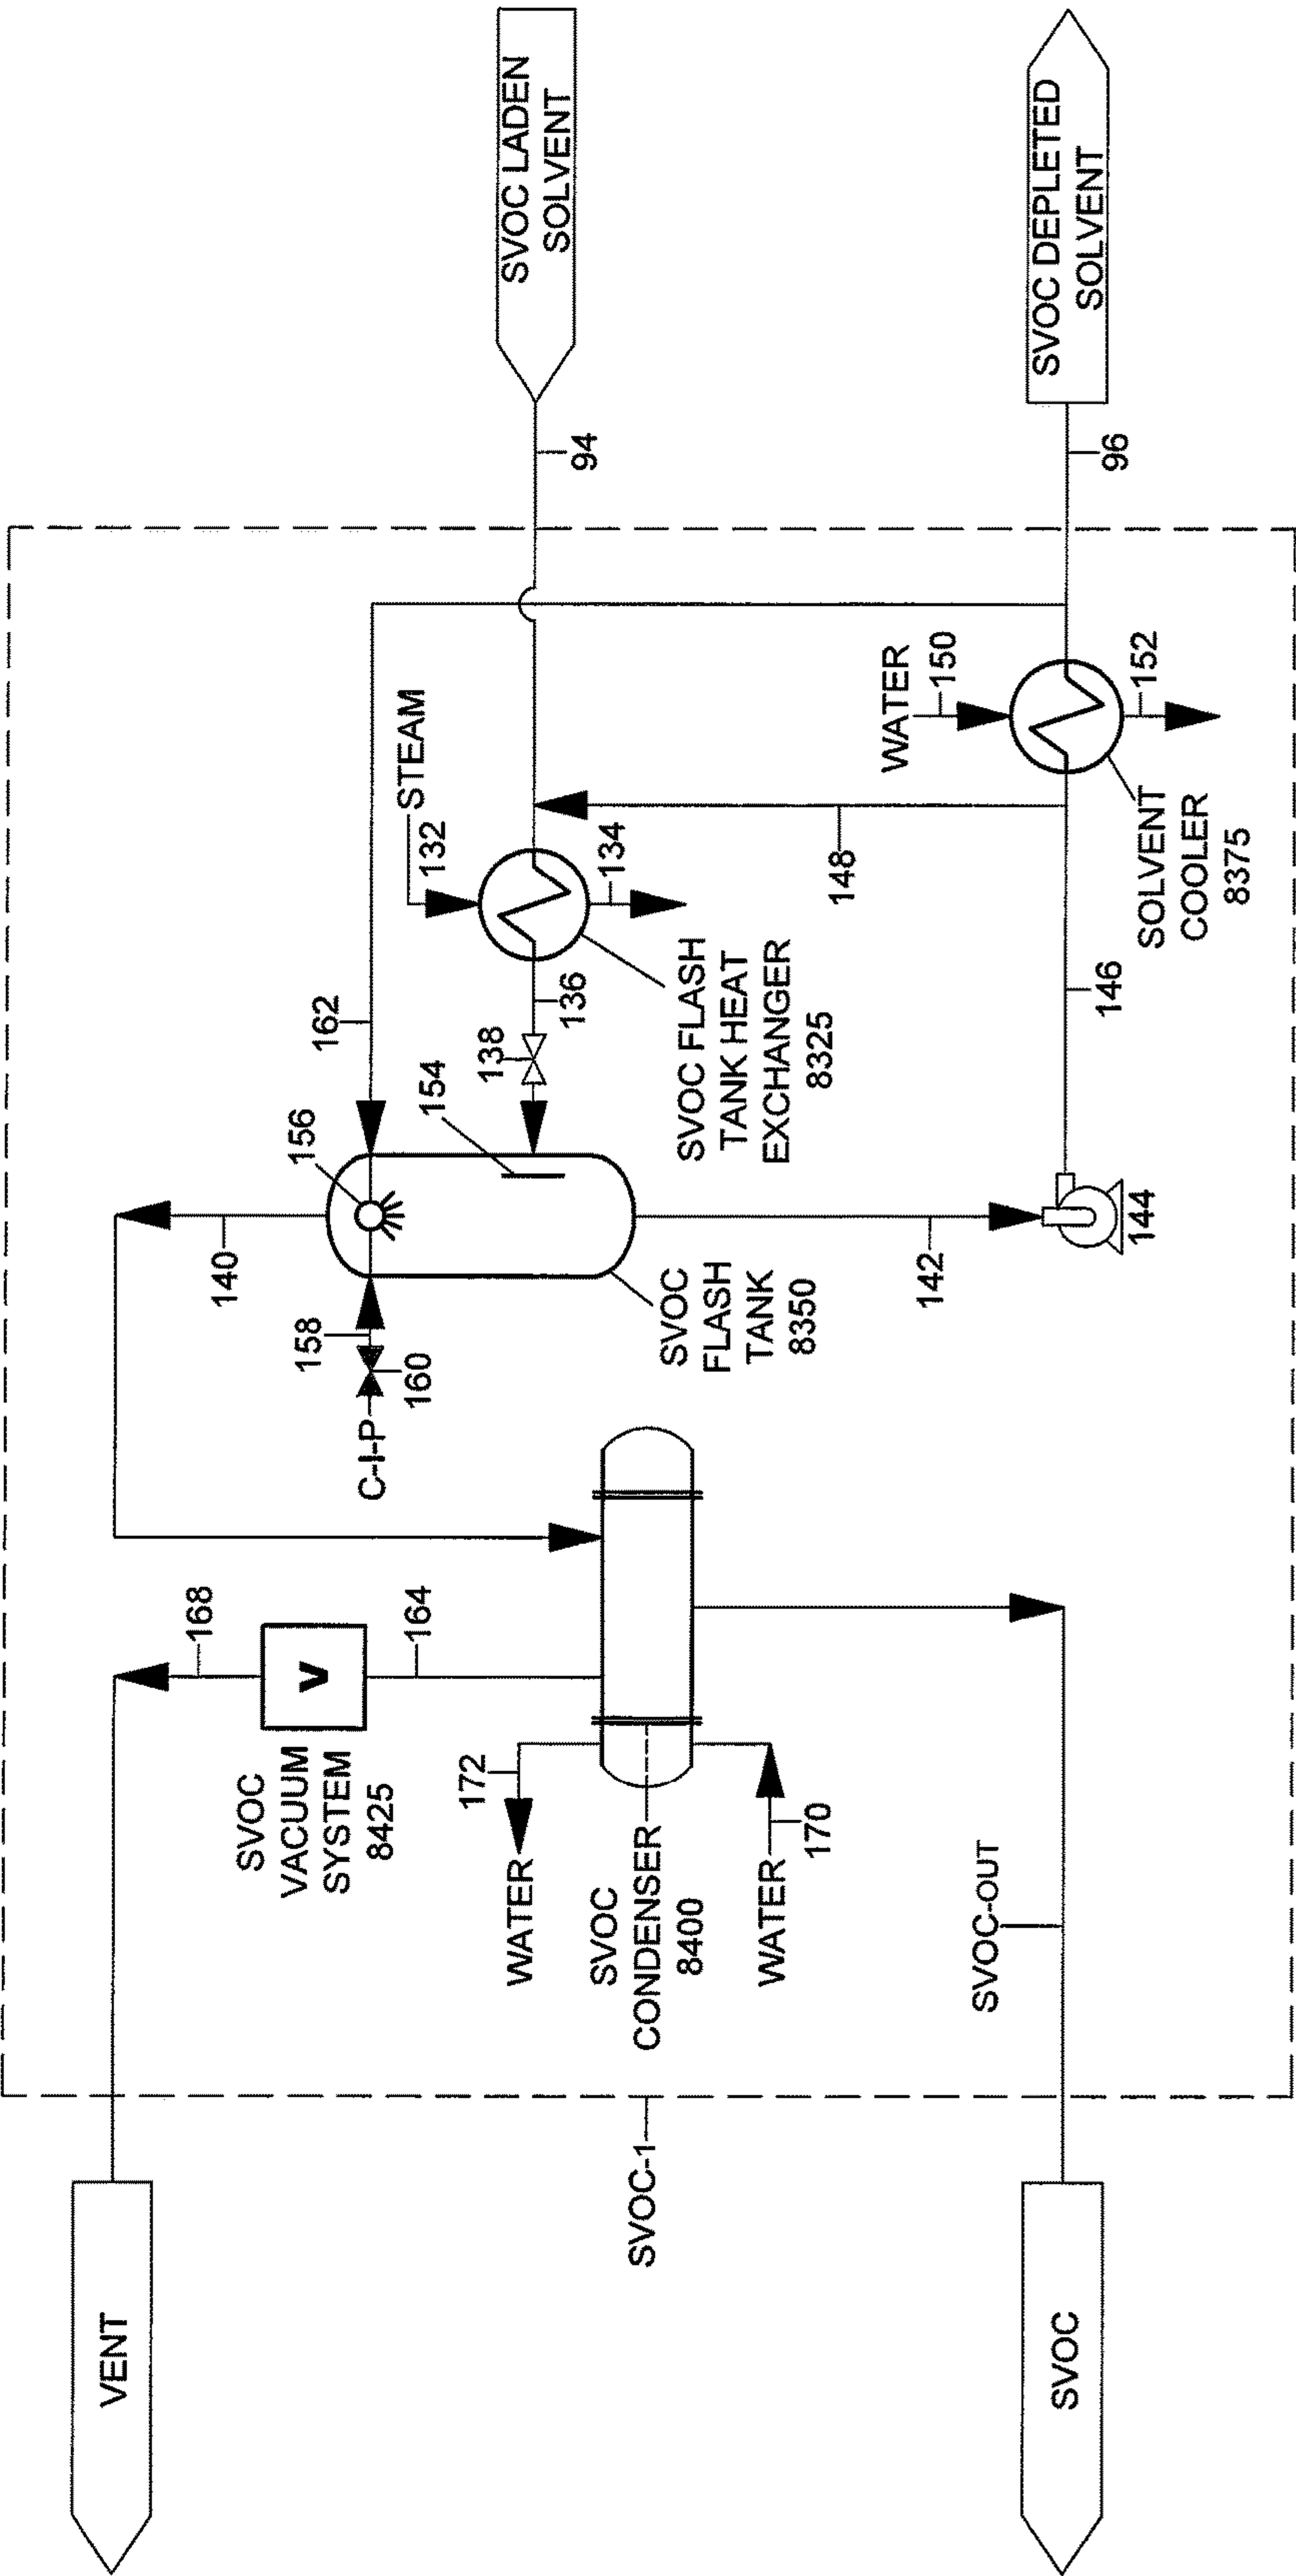 VENT
SVOC
SVOC-1
SVOC
VACUUM
SYSTEM
8425
168
164
172
WATER
SVOC
CONDENSER
8400
WATER
170
SVOC-OUT
140
C-I-P
158
160
156
162
154
138
136
STEAM
132
134
SVOC FLASH
TANK HEAT
EXCHANGER
8325
SVOC
FLASH
TANK
8350
142
144
146
148
WATER
150
152
SOLVENT
COOLER
8375
94
SVOC LADEN
SOLVENT
96
SVOC DEPLETED
SOLVENT